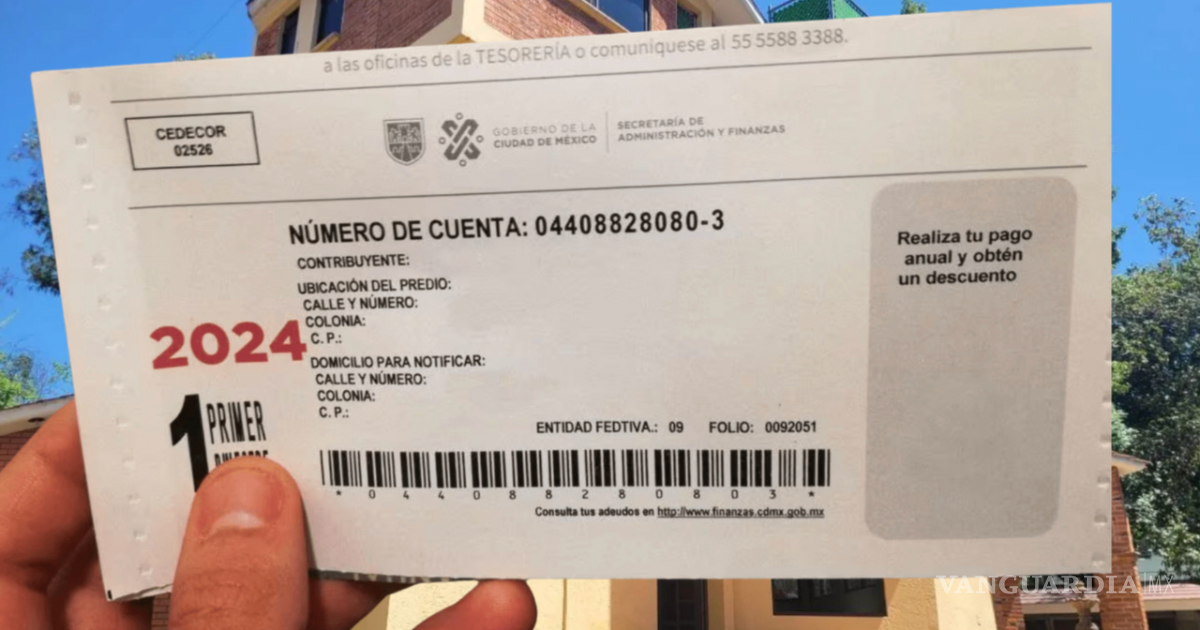 a las oficinas de la TESORERÍA o comuníquese al 55 5588 3388.
CEDECOR
02526
GOBIERNO DE LA
CIUDAD DE MÉXICO
SECRETARÍA DE
ADMINISTRACIÓN Y FINANZAS
NÚMERO DE CUENTA: 04408828080-3
CONTRIBUYENTE:
UBICACIÓN DEL PREDIO:
CALLE Y NÚMERO:
COLONIA:
C. P.:
DOMICILIO PARA NOTIFICAR:
CALLE Y NÚMERO:
COLONIA:
C. P.:
2024
1 PRIMER
Realiza tu pago
anual y obtén
un descuento
ENTIDAD FEDTIVA.: 09 FOLIO: 0092051
* 0 4 4 0 8 8 2 8 0 8 0 3 *
Consulta tus adeudos en http://www.finanzas.cdmx.gob.mx
VANGUARDIA MX